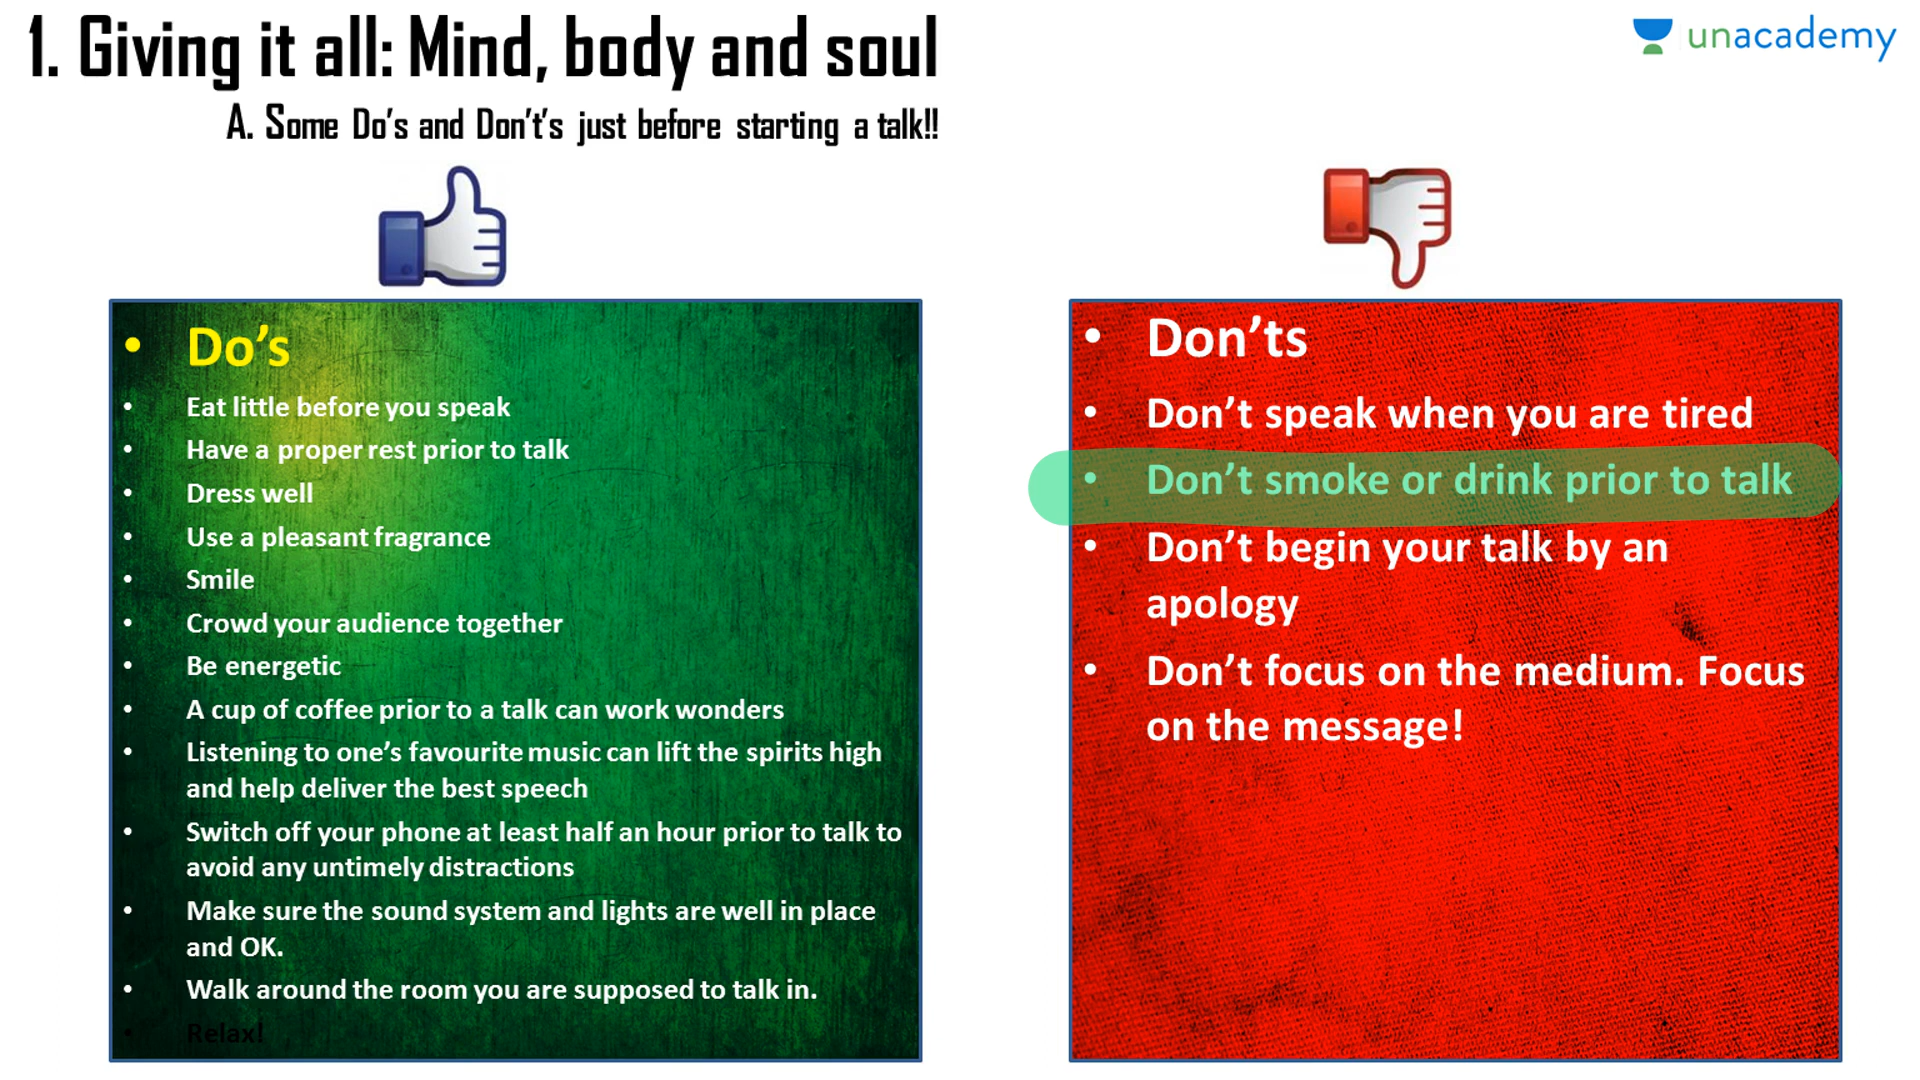 1. Giving it all: Mind, body and soul
unacademy
A. Some Do's and Don't's just before starting a talk!!
• Do's
• Eat little before you speak
• Have a proper rest prior to talk
• Dress well
• Use a pleasant fragrance
• Smile
• Crowd your audience together
• Be energetic
• A cup of coffee prior to a talk can work wonders
• Listening to one's favourite music can lift the spirits high
and help deliver the best speech
• Switch off your phone at least half an hour prior to talk to
avoid any untimely distractions
• Make sure the sound system and lights are well in place
and OK.
• Walk around the room you are supposed to talk in.
• Relax!
• Don'ts
• Don't speak when you are tired
• Don't smoke or drink prior to talk
• Don't begin your talk by an
apology
• Don't focus on the medium. Focus
on the message!